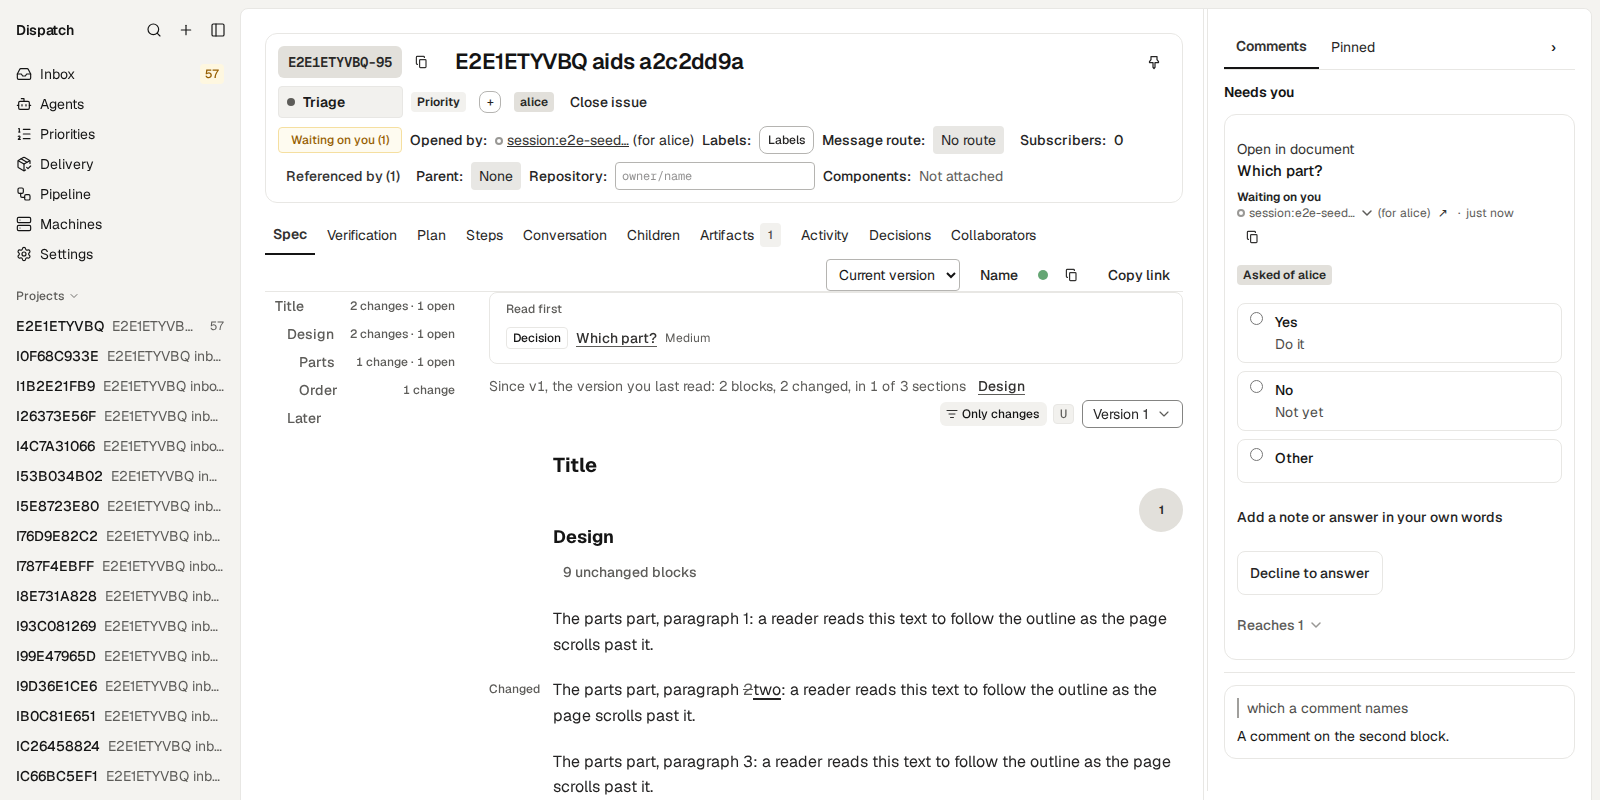 Dispatch
Inbox 57
Agents
Priorities
Delivery
Pipeline
Machines
Settings
Projects
E2E1ETYVBQ E2E1ETYVB... 57
I0F68C933E E2E1ETYVBQ inb...
I1B2E21FB9 E2E1ETYVBQ inbo...
I26373E56F E2E1ETYVBQ inb...
I4C7A31066 E2E1ETYVBQ inbo...
I53B034B02 E2E1ETYVBQ in...
I5E8723E80 E2E1ETYVBQ inb...
I76D9E82C2 E2E1ETYVBQ inb...
I787F4EBFF E2E1ETYVBQ inbo...
I8E731A828 E2E1ETYVBQ inb...
I93C081269 E2E1ETYVBQ inb...
I99E47965D E2E1ETYVBQ inb...
I9D36E1CE6 E2E1ETYVBQ inb...
IB0C81E651 E2E1ETYVBQ inb...
IC26458824 E2E1ETYVBQ inb...
IC66BC5EF1 E2E1ETYVBQ inb...
E2E1ETYVBQ-95 E2E1ETYVBQ aids a2c2dd9a
Triage Priority + alice Close issue
Waiting on you (1) Opened by: session:e2e-seed... (for alice) Labels: Labels Message route: No route Subscribers: 0
Referenced by (1) Parent: None Repository: owner/name Components: Not attached
Spec Verification Plan Steps Conversation Children Artifacts 1 Activity Decisions Collaborators
Current version Name Copy link
Title 2 changes · 1 open
Design 2 changes · 1 open
Parts 1 change · 1 open
Order 1 change
Later
Read first
Decision Which part? Medium
Since v1, the version you last read: 2 blocks, 2 changed, in 1 of 3 sections Design
Only changes U Version 1
Title
1
Design
9 unchanged blocks
The parts part, paragraph 1: a reader reads this text to follow the outline as the page
scrolls past it.
Changed The parts part, paragraph 2two: a reader reads this text to follow the outline as the
page scrolls past it.
The parts part, paragraph 3: a reader reads this text to follow the outline as the page
scrolls past it.
Comments Pinned ›
Needs you
Open in document
Which part?
Waiting on you
session:e2e-seed... (for alice) ↗ · just now
Asked of alice
Yes
Do it
No
Not yet
Other
Add a note or answer in your own words
Decline to answer
Reaches 1
which a comment names
A comment on the second block.